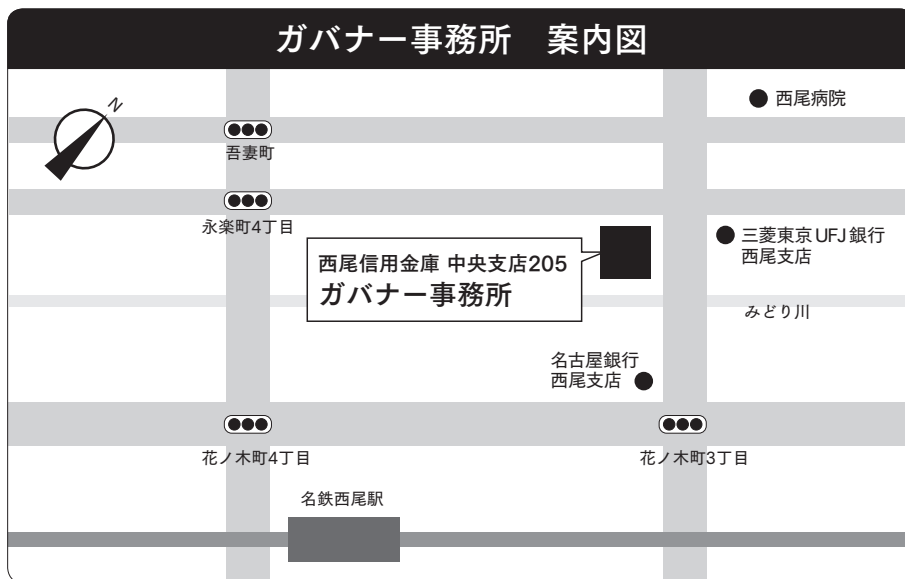 ガバナー事務所　案内図
N
西尾病院
吾妻町
永楽町4丁目
三菱東京UFJ銀行
西尾支店
西尾信用金庫 中央支店205
ガバナー事務所
みどり川
名古屋銀行
西尾支店
花ノ木町4丁目
花ノ木町3丁目
名鉄西尾駅